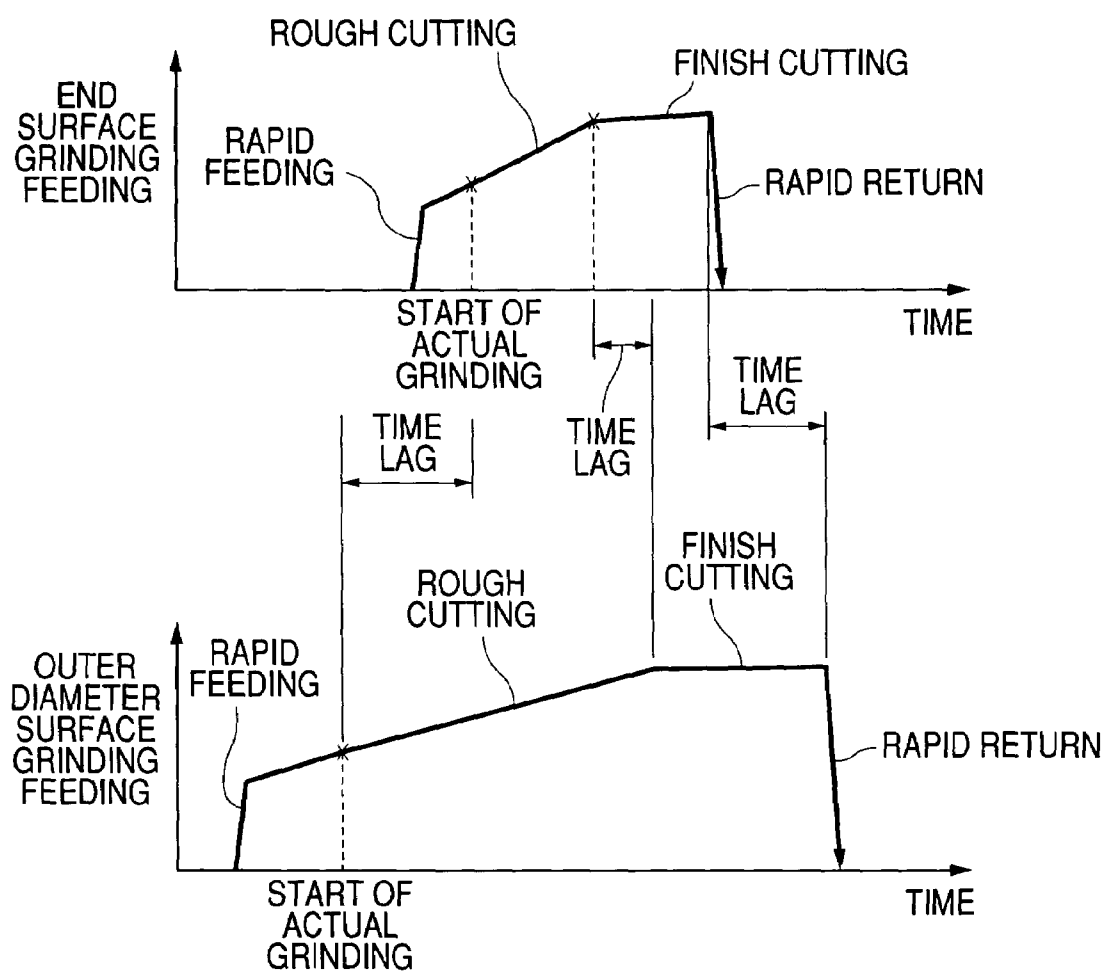 ROUGH CUTTING
FINISH CUTTING
END
SURFACE
GRINDING
FEEDING
RAPID
FEEDING
RAPID RETURN
TIME
START OF
ACTUAL
GRINDING
TIME
LAG
TIME
LAG
TIME
LAG
FINISH
CUTTING
ROUGH
CUTTING
RAPID
FEEDING
OUTER
DIAMETER
SURFACE
GRINDING
FEEDING
RAPID RETURN
TIME
START OF
ACTUAL
GRINDING